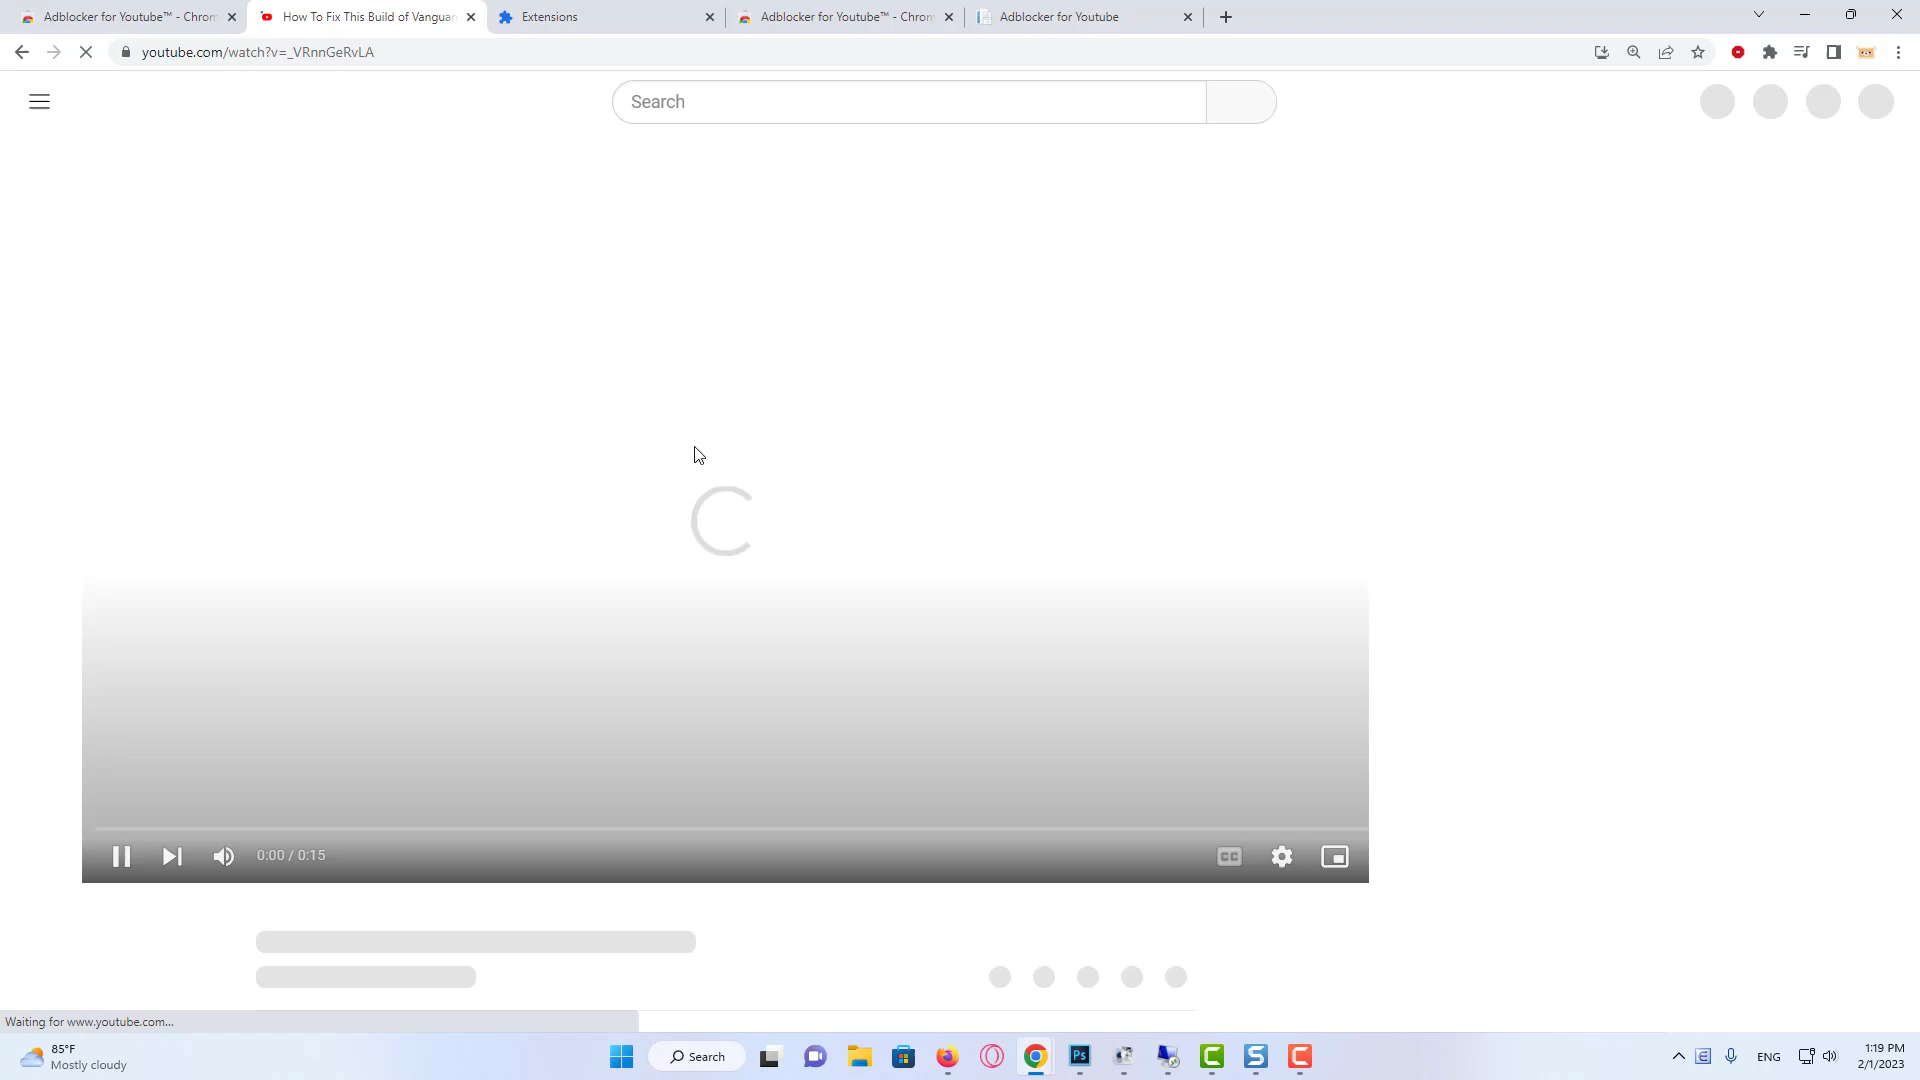 Adblocker for Youtube™ - Chrom
How To Fix This Build of Vanguar
Extensions
Adblocker for Youtube™ - Chrom
Adblocker for Youtube
youtube.com/watch?v=_VRnnGeRvLA
Search
0:00 / 0:15
CC
Waiting for www.youtube.com...
85°F
Mostly cloudy
Search
Ps
ENG
1:19 PM
2/1/2023